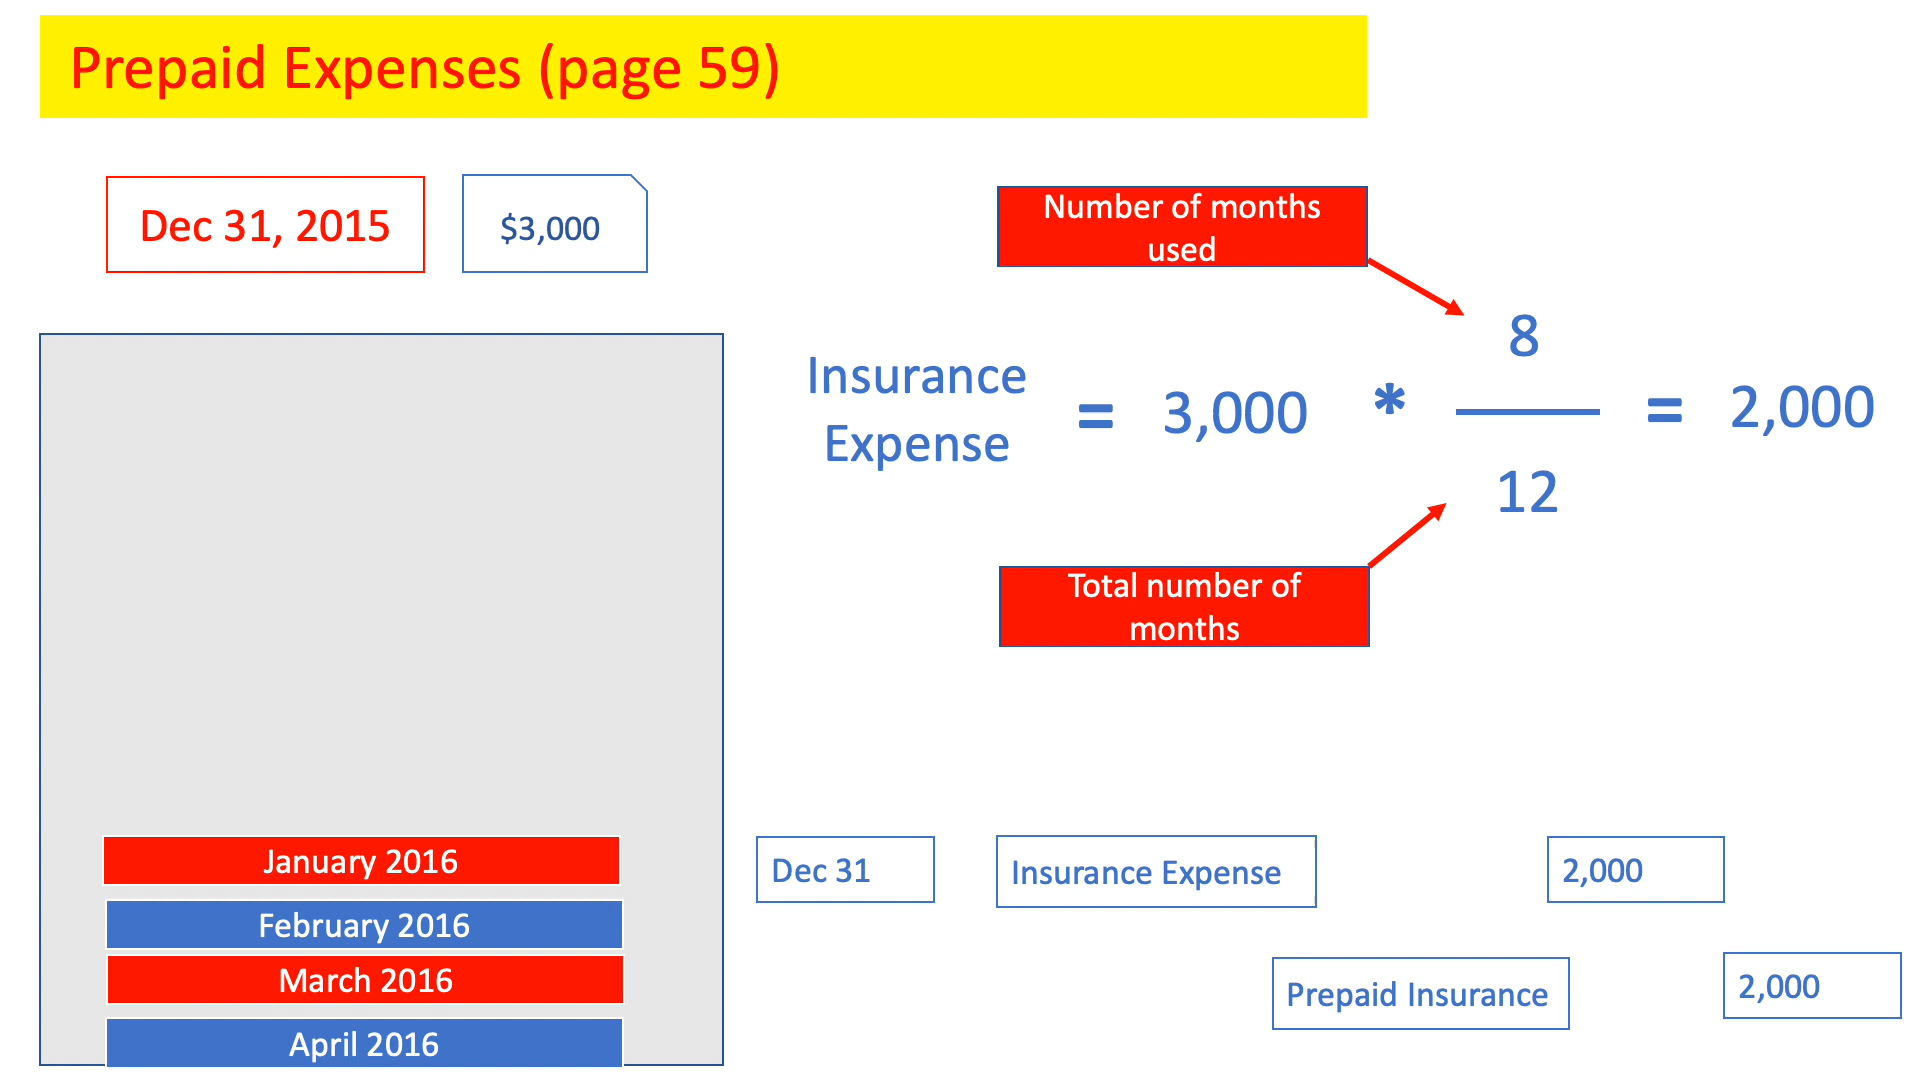 Prepaid Expenses (page 59)
Dec 31, 2015
$3,000
Number of months
used
8
Insurance
Expense
= 3,000 * = 2,000
12
Total number of
months
January 2016
February 2016
March 2016
April 2016
Dec 31
Insurance Expense
2,000
Prepaid Insurance
2,000